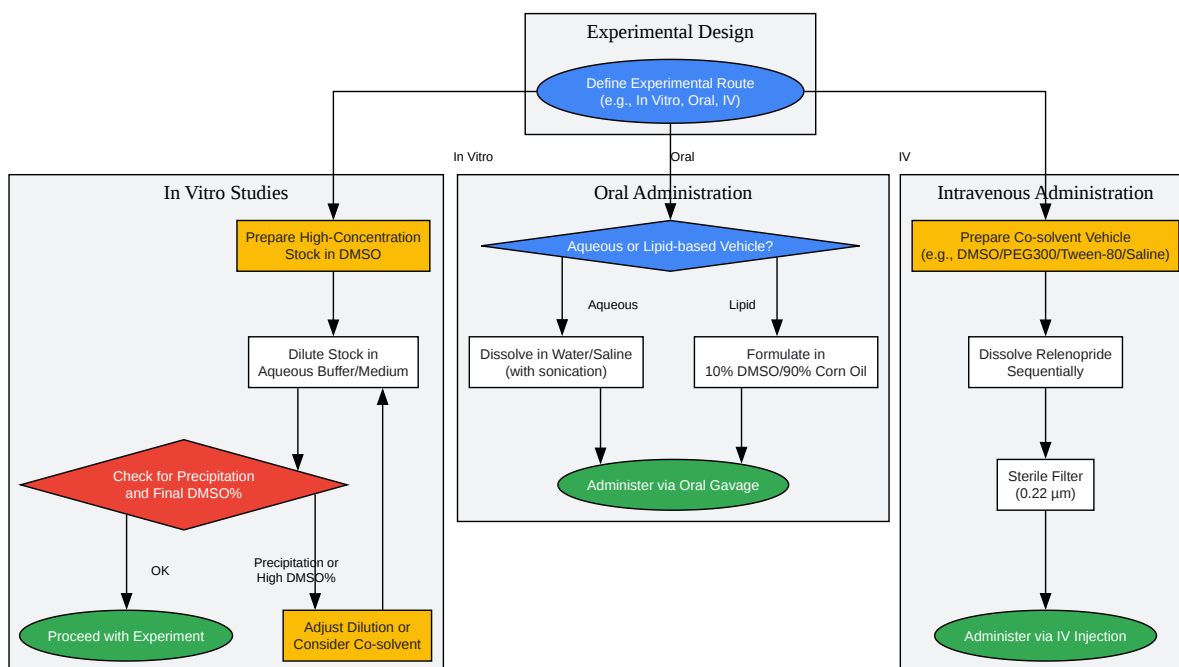 Experimental Design
Define Experimental Route
(e.g., In Vitro, Oral, IV)
In Vitro
Oral
IV
In Vitro Studies
Prepare High-Concentration
Stock in DMSO
Dilute Stock in
Aqueous Buffer/Medium
Check for Precipitation
and Final DMSO%
OK
Precipitation or
High DMSO%
Proceed with Experiment
Adjust Dilution or
Consider Co-solvent
Oral Administration
Aqueous or Lipid-based Vehicle?
Aqueous
Lipid
Dissolve in Water/Saline
(with sonication)
Formulate in
10% DMSO/90% Corn Oil
Administer via Oral Gavage
Intravenous Administration
Prepare Co-solvent Vehicle
(e.g., DMSO/PEG300/Tween-80/Saline)
Dissolve Relenopride
Sequentially
Sterile Filter
(0.22 µm)
Administer via IV Injection